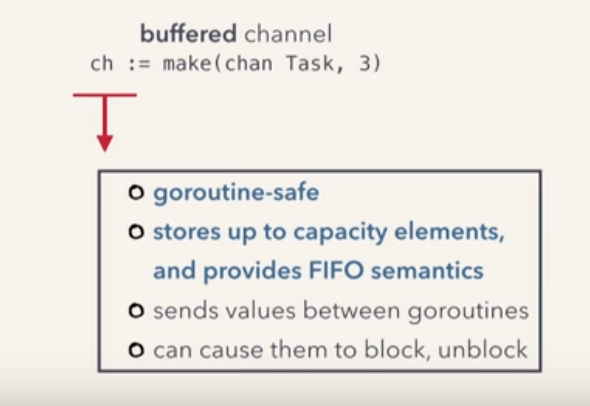 buffered channel
ch := make(chan Task, 3)
goroutine-safe
stores up to capacity elements,
and provides FIFO semantics
sends values between goroutines
can cause them to block, unblock